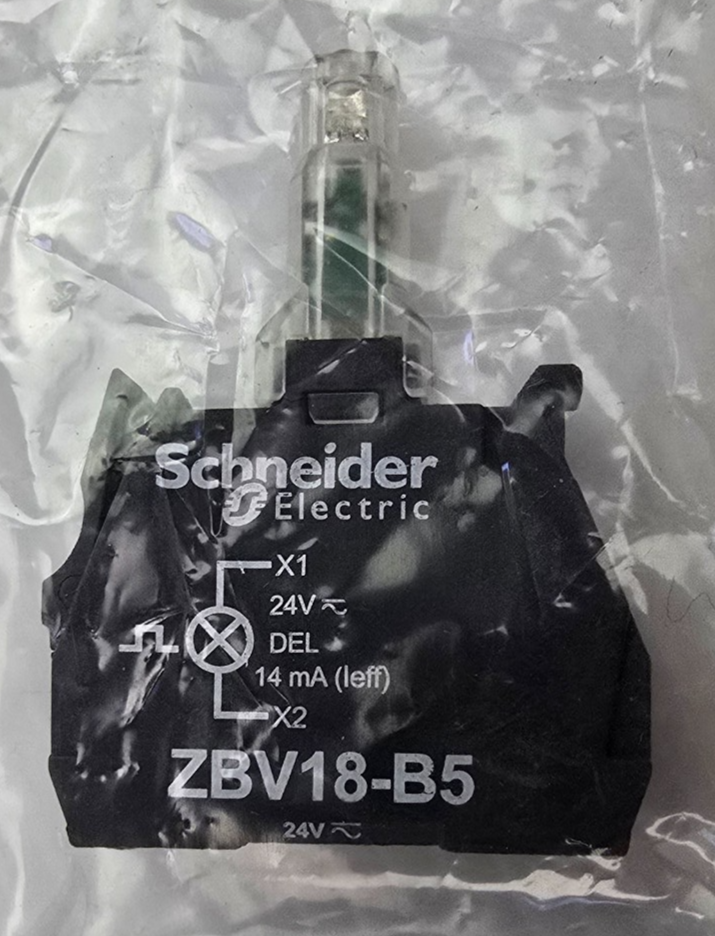 Schneider
Electric
X1
24V ⎓
DEL
14 mA (Ieff)
X2
ZBV18-B5
24V ⎓